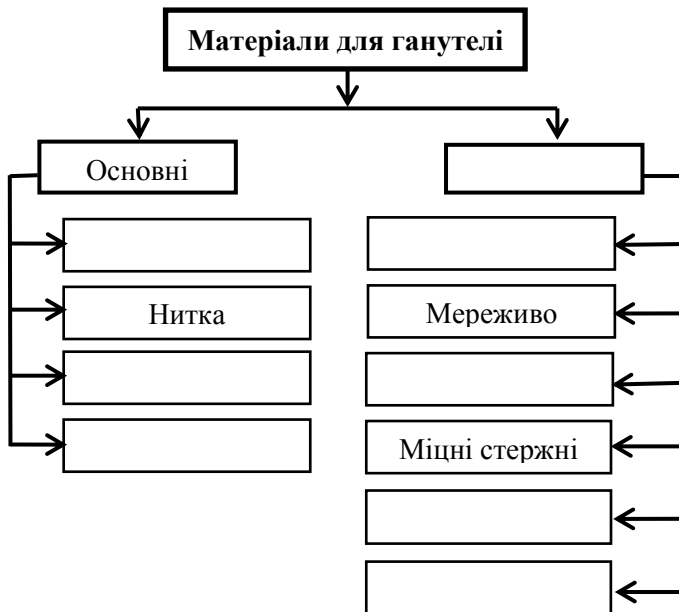 Матеріали для ганутелі
Основні
Нитка
Мереживо
Міцні стержні